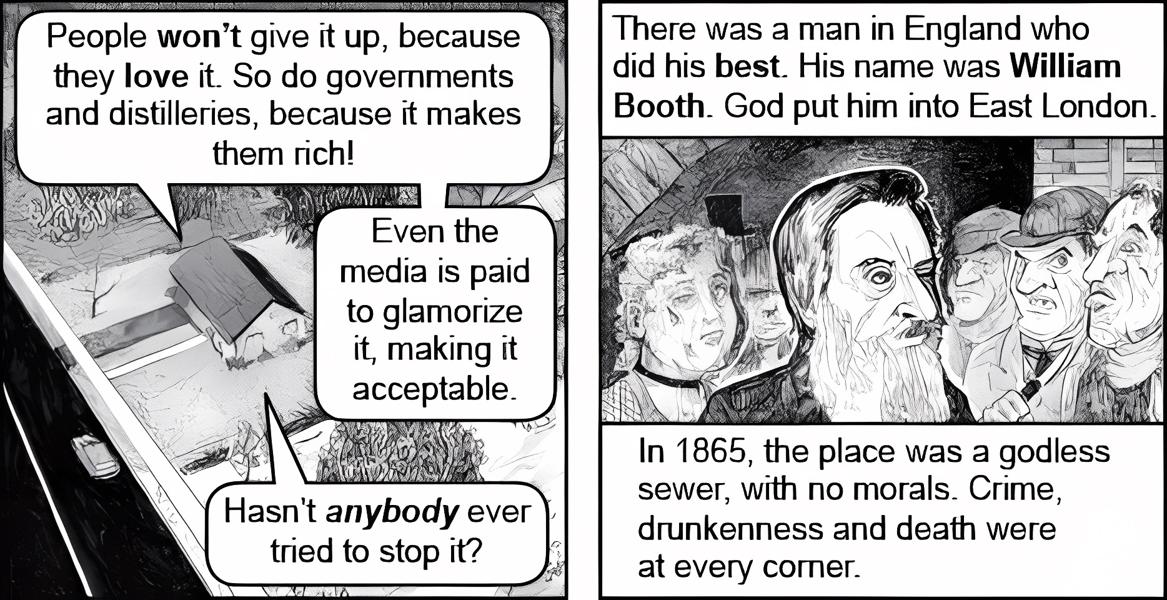 People won't give it up, because
they love it. So do governments
and distilleries, because it makes
them rich!
Even the
media is paid
to glamorize
it, making it
acceptable.
Hasn't anybody ever
tried to stop it?
There was a man in England who
did his best. His name was William
Booth. God put him into East London.
In 1865, the place was a godless
sewer, with no morals. Crime,
drunkenness and death were
at every corner.